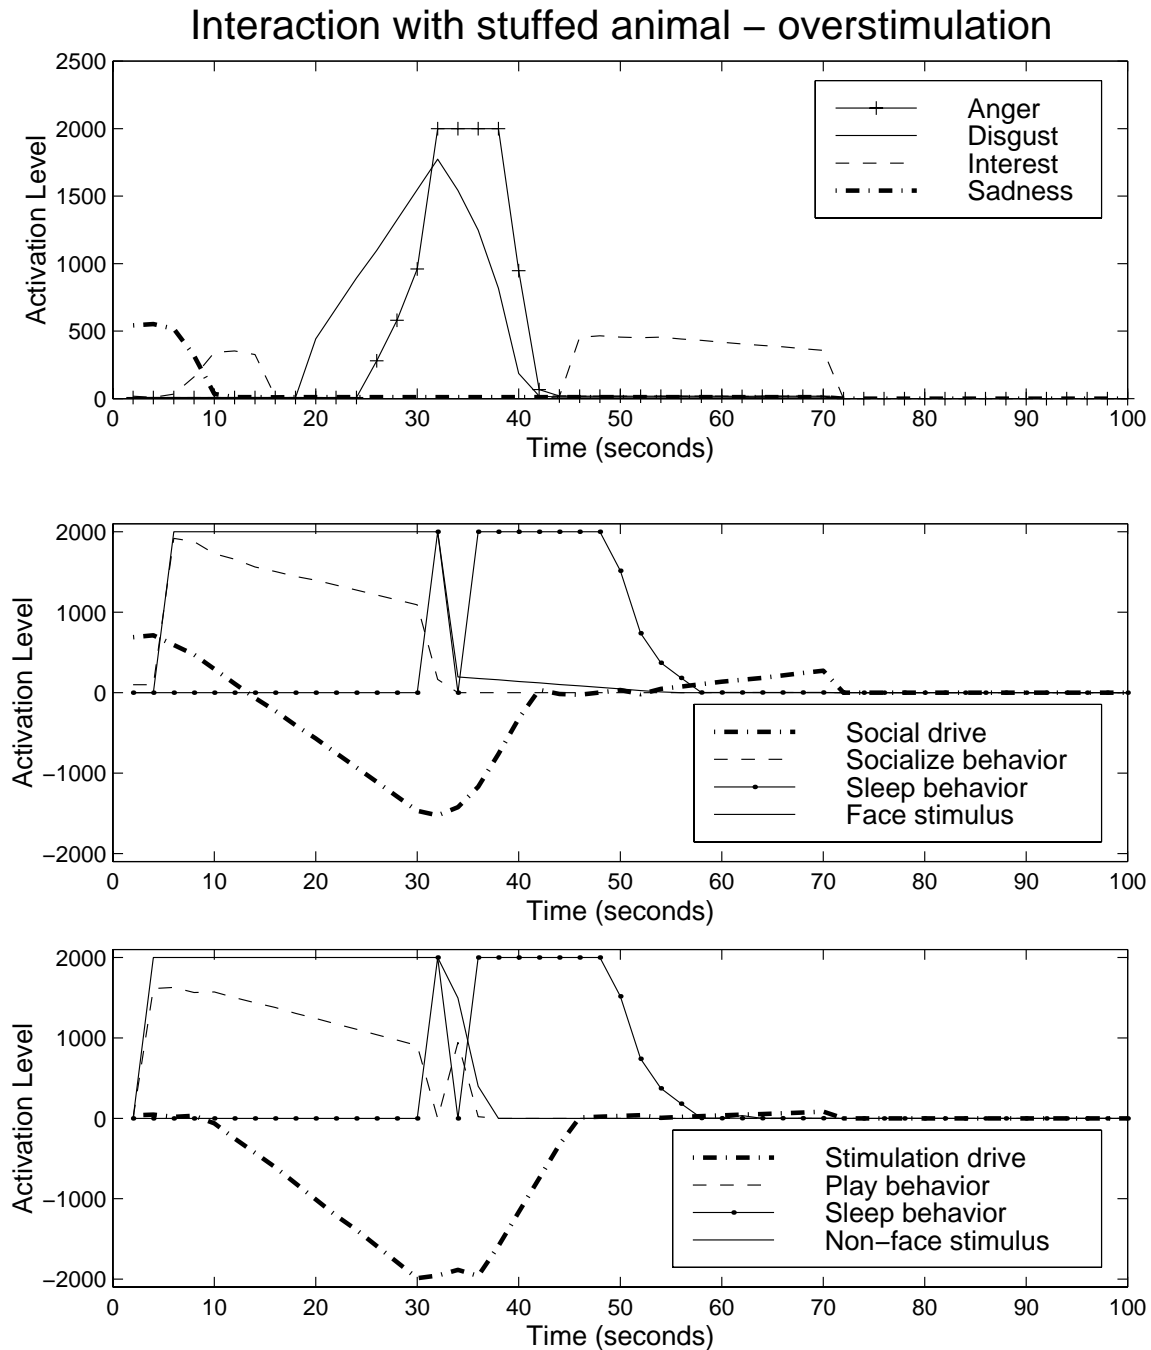 Interaction with stuffed animal − overstimulation
2500
2000
1500
1000
500
0
Activation Level
Anger
Disgust
Interest
Sadness
0 10 20 30 40 50 60 70 80 90 100
Time (seconds)
2000
1000
0
−1000
−2000
Activation Level
Social drive
Socialize behavior
Sleep behavior
Face stimulus
0 10 20 30 40 50 60 70 80 90 100
Time (seconds)
2000
1000
0
−1000
−2000
Activation Level
Stimulation drive
Play behavior
Sleep behavior
Non−face stimulus
0 10 20 30 40 50 60 70 80 90 100
Time (seconds)